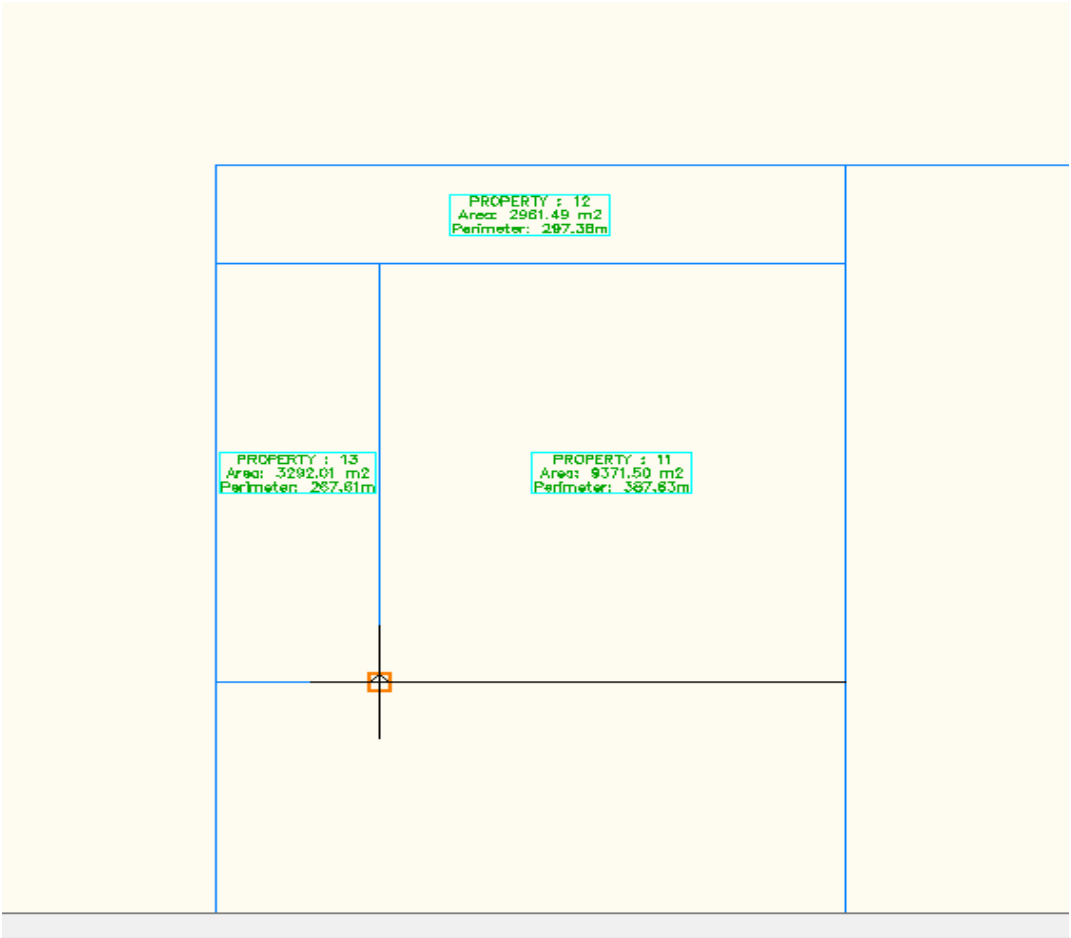 PROPERTY : 12
Area: 2961.49 m2
Perimeter: 297.38m
PROPERTY : 13
Area: 3292.01 m2
Perimeter: 267.61m
PROPERTY : 11
Area: 9371.50 m2
Perimeter: 387.63m